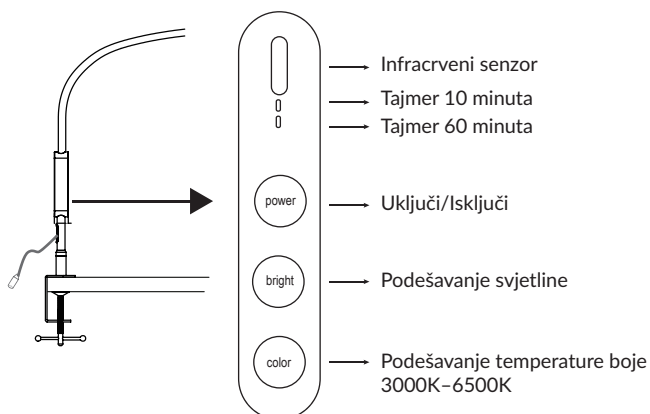 Infracrveni senzor
Tajmer 10 minuta
Tajmer 60 minuta
power
Uključi/Isključi
bright
Podešavanje svjetline
color
Podešavanje temperature boje
3000K–6500K